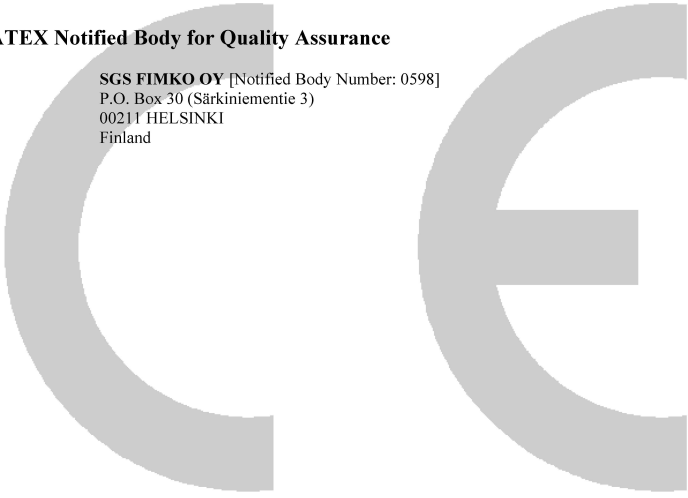 ATEX Notified Body for Quality Assurance
SGS FIMKO OY [Notified Body Number: 0598]
P.O. Box 30 (Särkiniementie 3)
00211 HELSINKI
Finland
CE